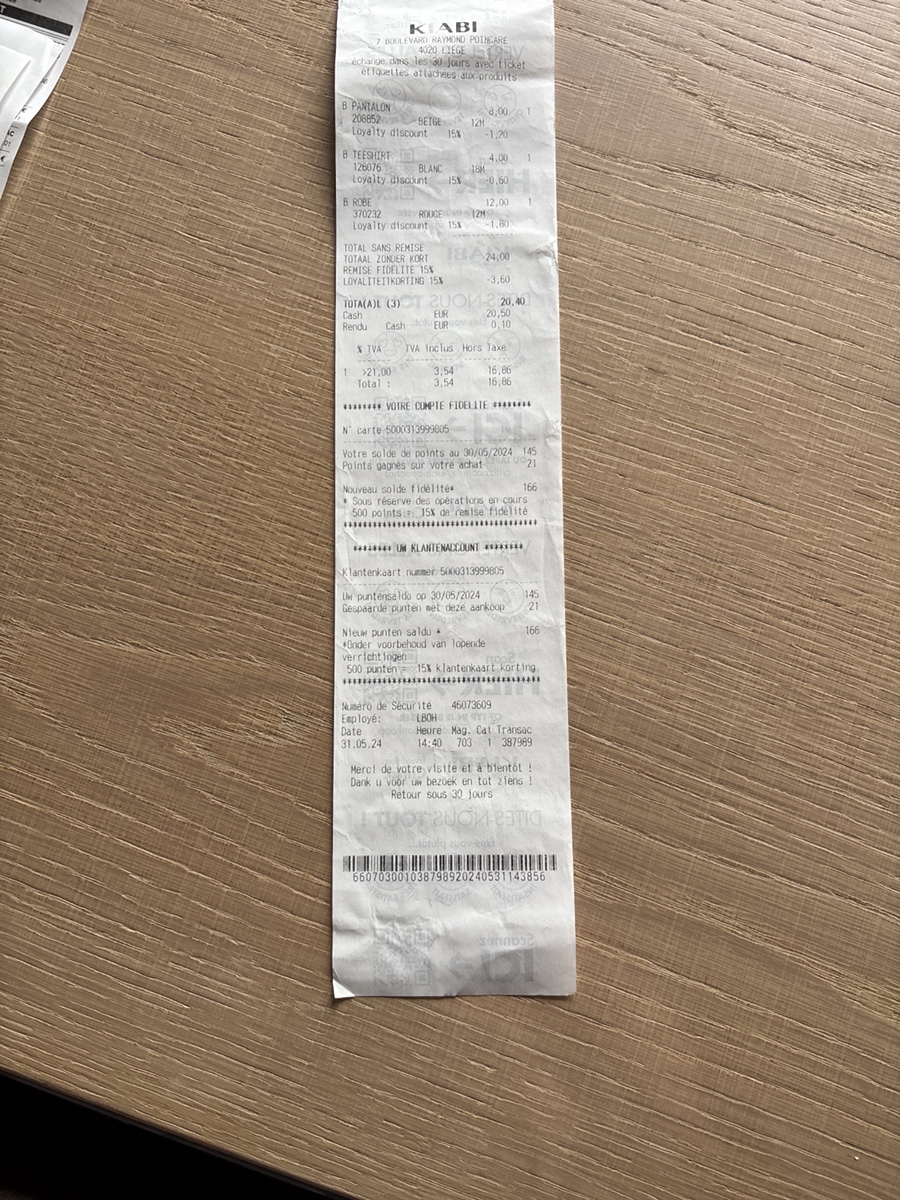 KIABI
7 BOULEVARD RAYMOND POINCARE
4020 LIEGE
échange dans les 30 jours avec ticket
étiquettes attachées aux produits
B PANTALON 8,00 1
208852 BEIGE 12M
Loyalty discount 15% -1,20
B TEESHIRT 4,00 1
126076 BLANC 18M
Loyalty discount 15% -0,60
B ROBE 12,00 1
370232 ROUGE 12M
Loyalty discount 15% -1,80
TOTAL SANS REMISE
TOTAAL ZONDER KORT 24,00
REMISE FIDELITE 15%
LOYALITEITKORTING 15% -3,60
TOTA(A)L (3) 20,40
Cash EUR 20,50
Rendu Cash EUR 0,10
% TVA TVA Inclus Hors Taxe
1 >21,00 3,54 16,86
Total : 3,54 16,86
******** VOTRE COMPTE FIDELITE ********
N° carte 5000313999805
Votre solde de points au 30/05/2024 145
Points gagnés sur votre achat 21
Nouveau solde fidélité* 166
* Sous réserve des opérations en cours
500 points = 15% de remise fidélité
******************************************
******** UW KLANTENACCOUNT ********
Klantenkaart nummer 5000313999805
Uw puntensaldo op 30/05/2024 145
Gespaarde punten met deze aankoop 21
Nieuw punten saldu * 166
*Onder voorbehoud van lopende
verrichtingen
500 punten = 15% klantenkaart korting
******************************************
Numéro de Sécurité 46073609
Employé: LBOH
Date Heure Mag. Cat Transac
31.05.24 14:40 703 1 387989
Merci de votre visite et à bientôt !
Dank u voor uw bezoek en tot ziens !
Retour sous 30 jours
660703001038798920240531143856